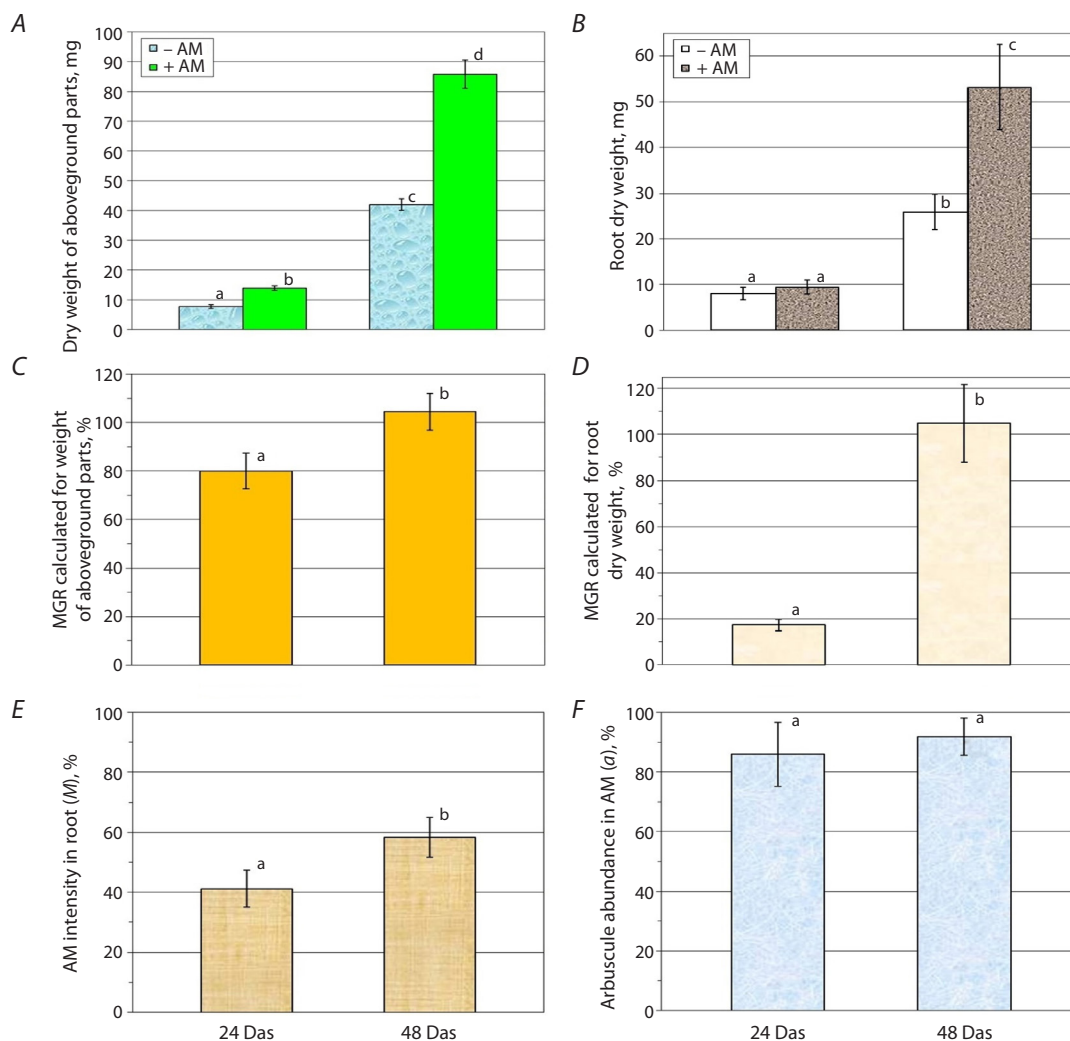 A
Dry weight of aboveground parts, mg
100
90
80
70
60
50
40
30
20
10
0
– AM
+ AM
a
b
c
d
B
Root dry weight, mg
60
50
40
30
20
10
0
– AM
+ AM
a
a
b
c
C
MGR calculated for weight
of aboveground parts, %
120
100
80
60
40
20
0
a
b
D
MGR calculated for root
dry weight, %
120
100
80
60
40
20
0
a
b
E
AM intensity in root (M), %
100
80
60
40
20
0
a
b
24 Das
48 Das
F
Arbuscule abundance in AM (a), %
100
80
60
40
20
0
a
a
24 Das
48 Das